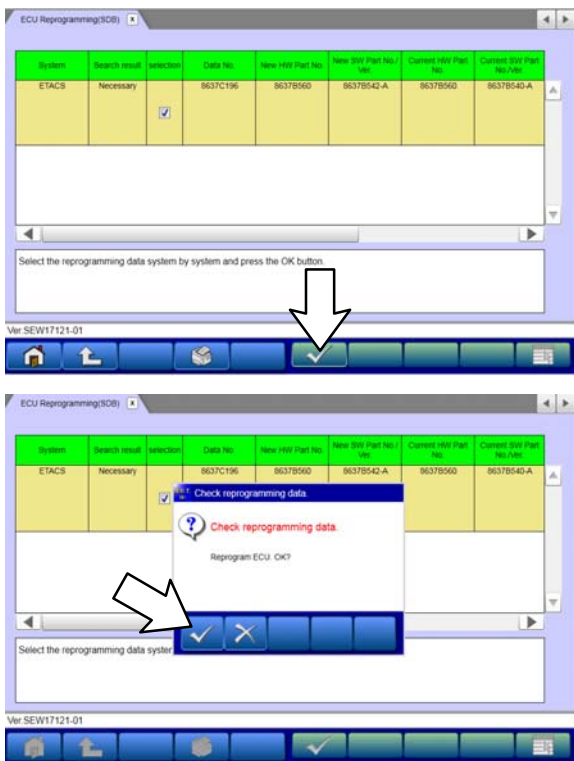 ECU Reprogramming(SDB)
System Search result selection Data No. New HW Part No. New SW Part No./Ver. Current HW Part No. Current SW Part No./Ver.
ETACS Necessary 8637C196 8637B560 8637B542-A 8637B560 8637B540-A
Select the reprogramming data system by system and press the OK button.
Ver.SEW17121-01
ECU Reprogramming(SDB)
System Search result selection Data No. New HW Part No. New SW Part No./Ver. Current HW Part No. Current SW Part No./Ver.
ETACS Necessary 8637C196 8637B560 8637B542-A 8637B560 8637B540-A
Check reprogramming data.
Check reprogramming data.
Reprogram ECU. OK?
Select the reprogramming data system
Ver.SEW17121-01